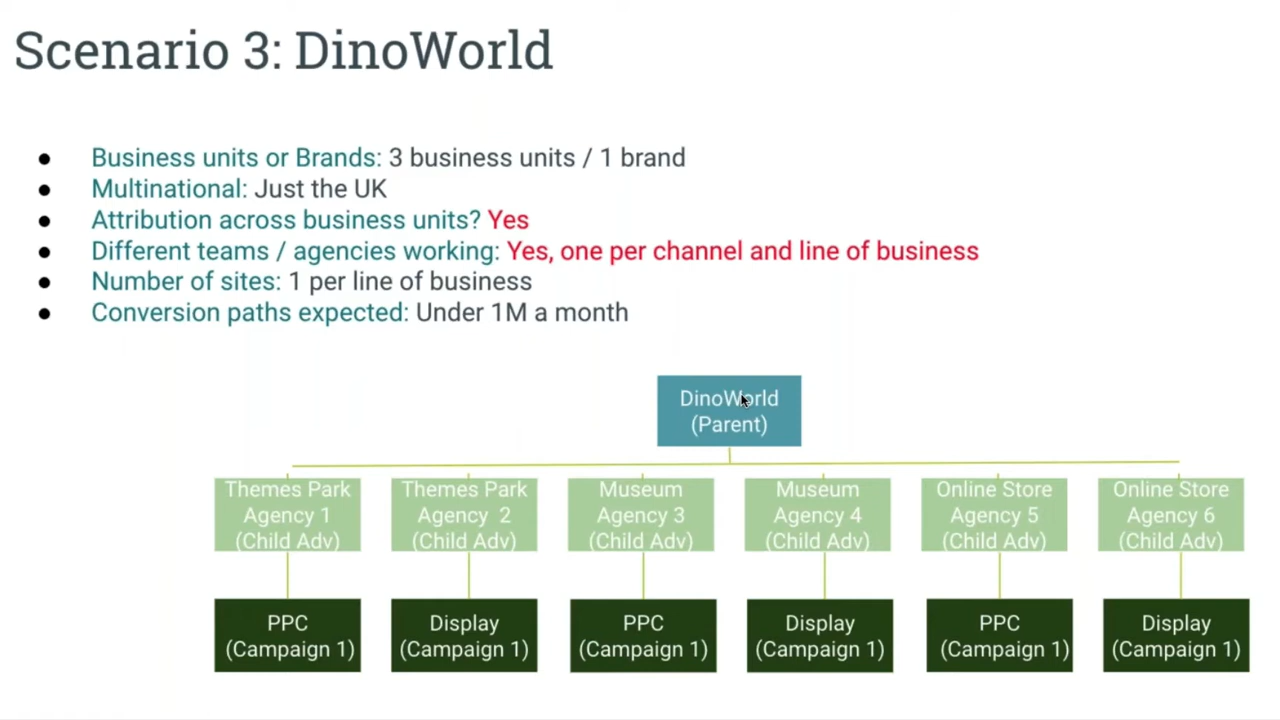 Scenario 3: DinoWorld
● Business units or Brands: 3 business units / 1 brand
● Multinational: Just the UK
● Attribution across business units? Yes
● Different teams / agencies working: Yes, one per channel and line of business
● Number of sites: 1 per line of business
● Conversion paths expected: Under 1M a month
DinoWorld
(Parent)
Themes Park
Agency 1
(Child Adv)
Themes Park
Agency 2
(Child Adv)
Museum
Agency 3
(Child Adv)
Museum
Agency 4
(Child Adv)
Online Store
Agency 5
(Child Adv)
Online Store
Agency 6
(Child Adv)
PPC
(Campaign 1)
Display
(Campaign 1)
PPC
(Campaign 1)
Display
(Campaign 1)
PPC
(Campaign 1)
Display
(Campaign 1)